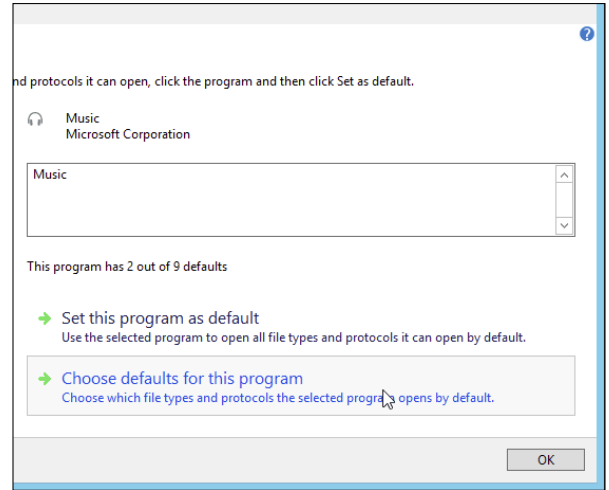 nd protocols it can open, click the program and then click Set as default.
Music
Microsoft Corporation
Music
This program has 2 out of 9 defaults
Set this program as default
Use the selected program to open all file types and protocols it can open by default.
Choose defaults for this program
Choose which file types and protocols the selected program opens by default.
OK